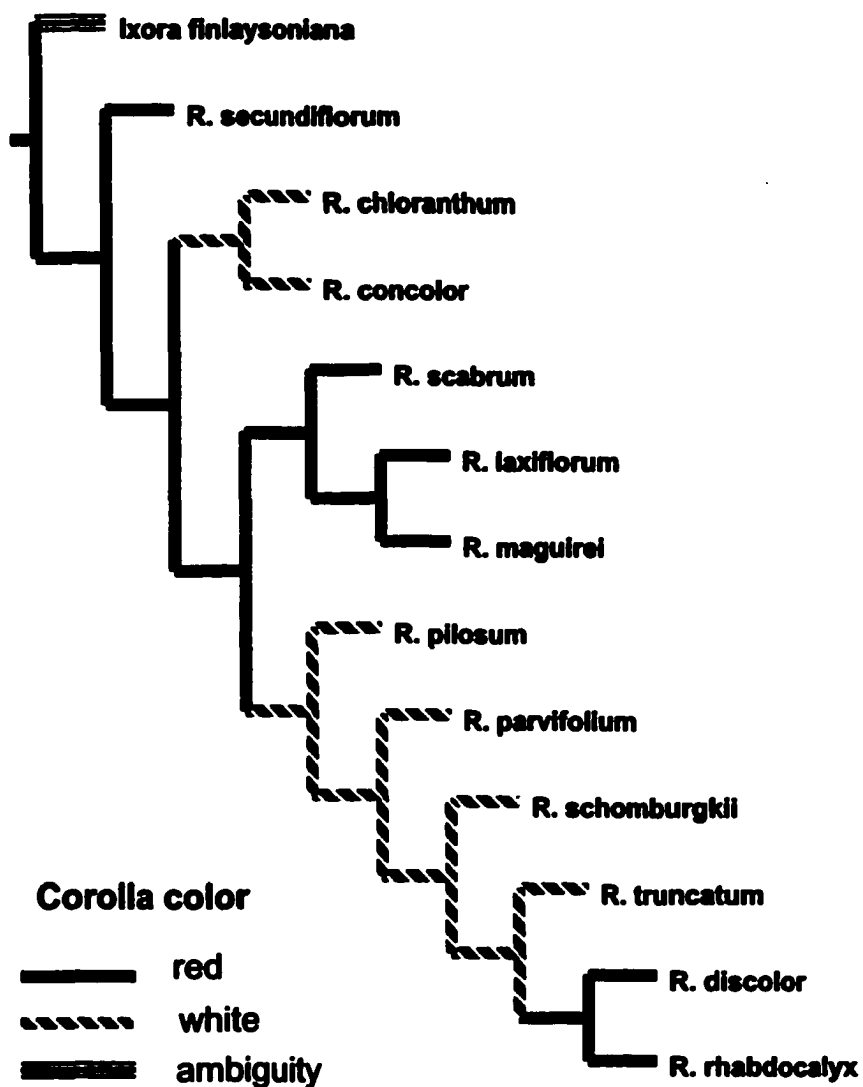 Ixora finlaysoniana
R. secundiflorum
R. chloranthum
R. concolor
R. scabrum
R. laxiflorum
R. maguirei
R. pilosum
R. parvifolium
R. schomburgkii
R. truncatum
R. discolor
R. rhabdocalyx
Corolla color
red
white
ambiguity